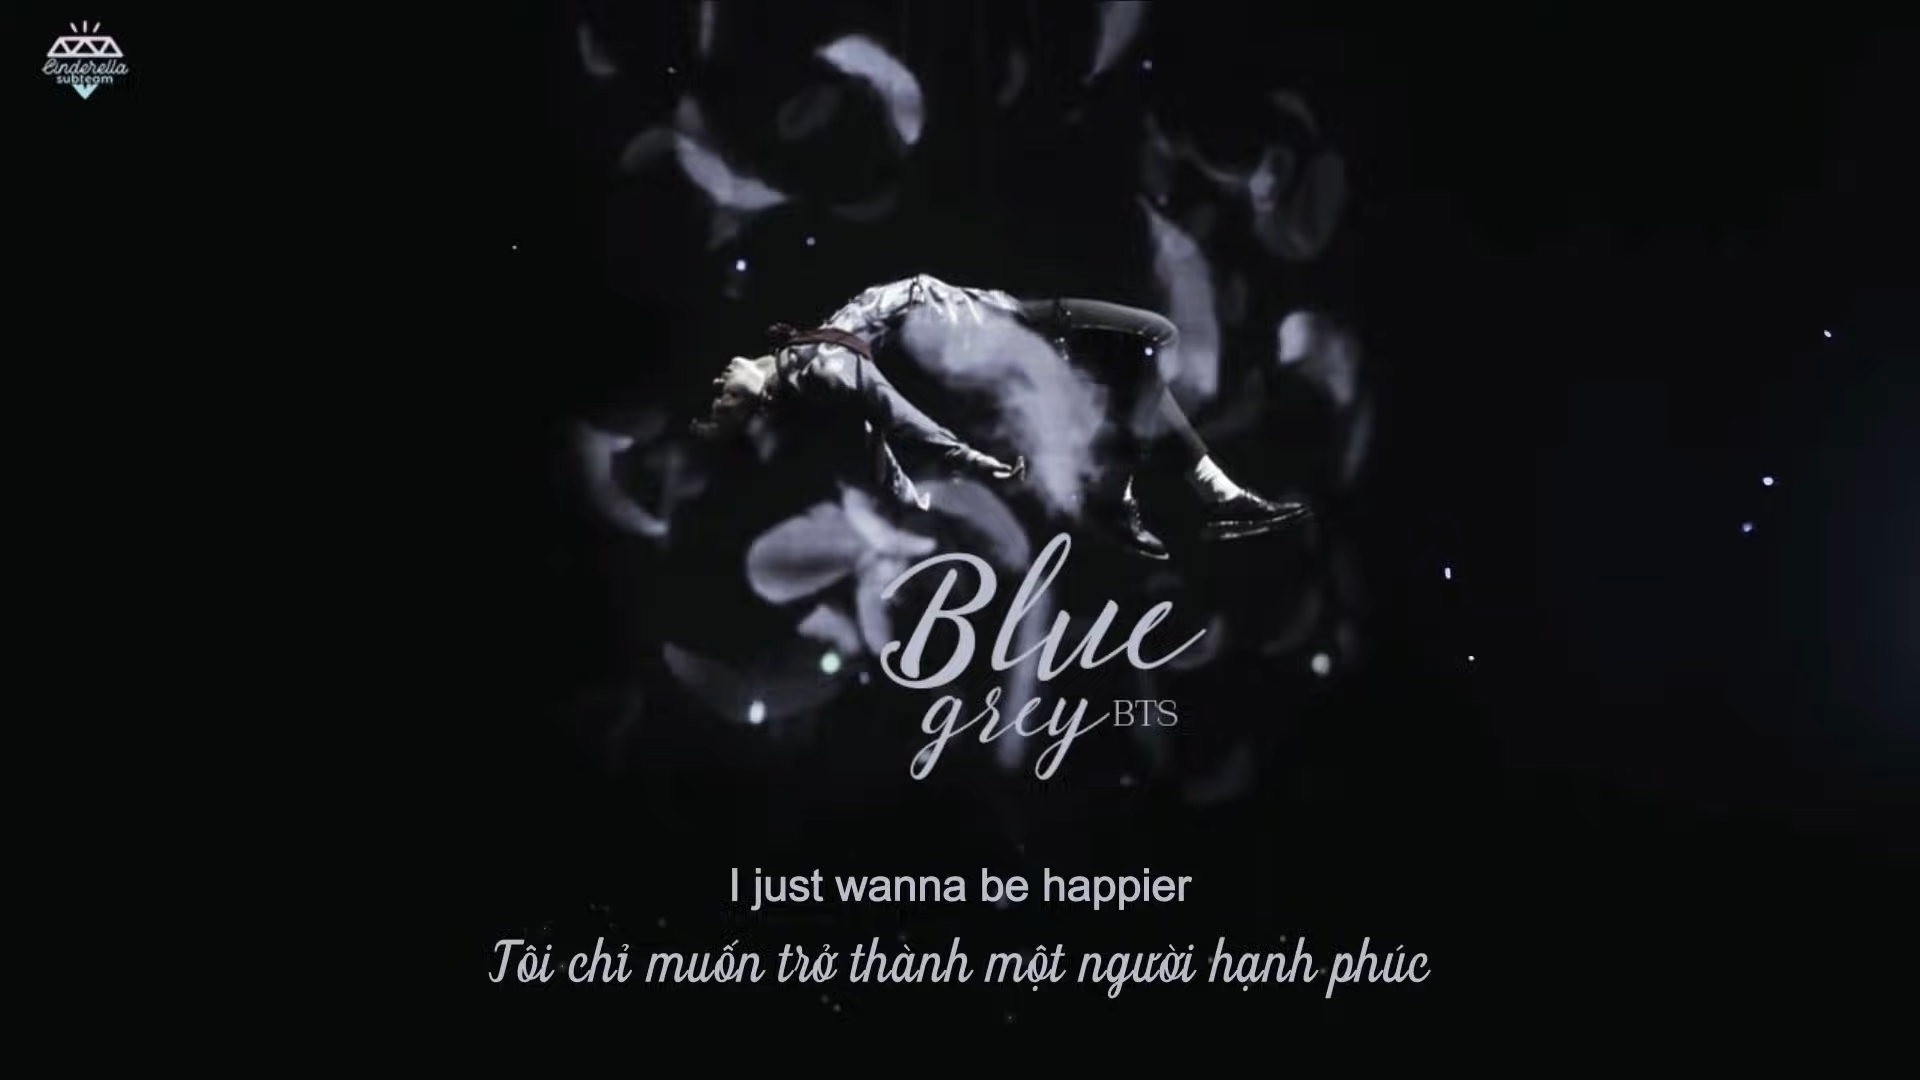 Cinderella
subteam
Blue
grey BTS
I just wanna be happier
Tôi chỉ muốn trở thành một người hạnh phúc